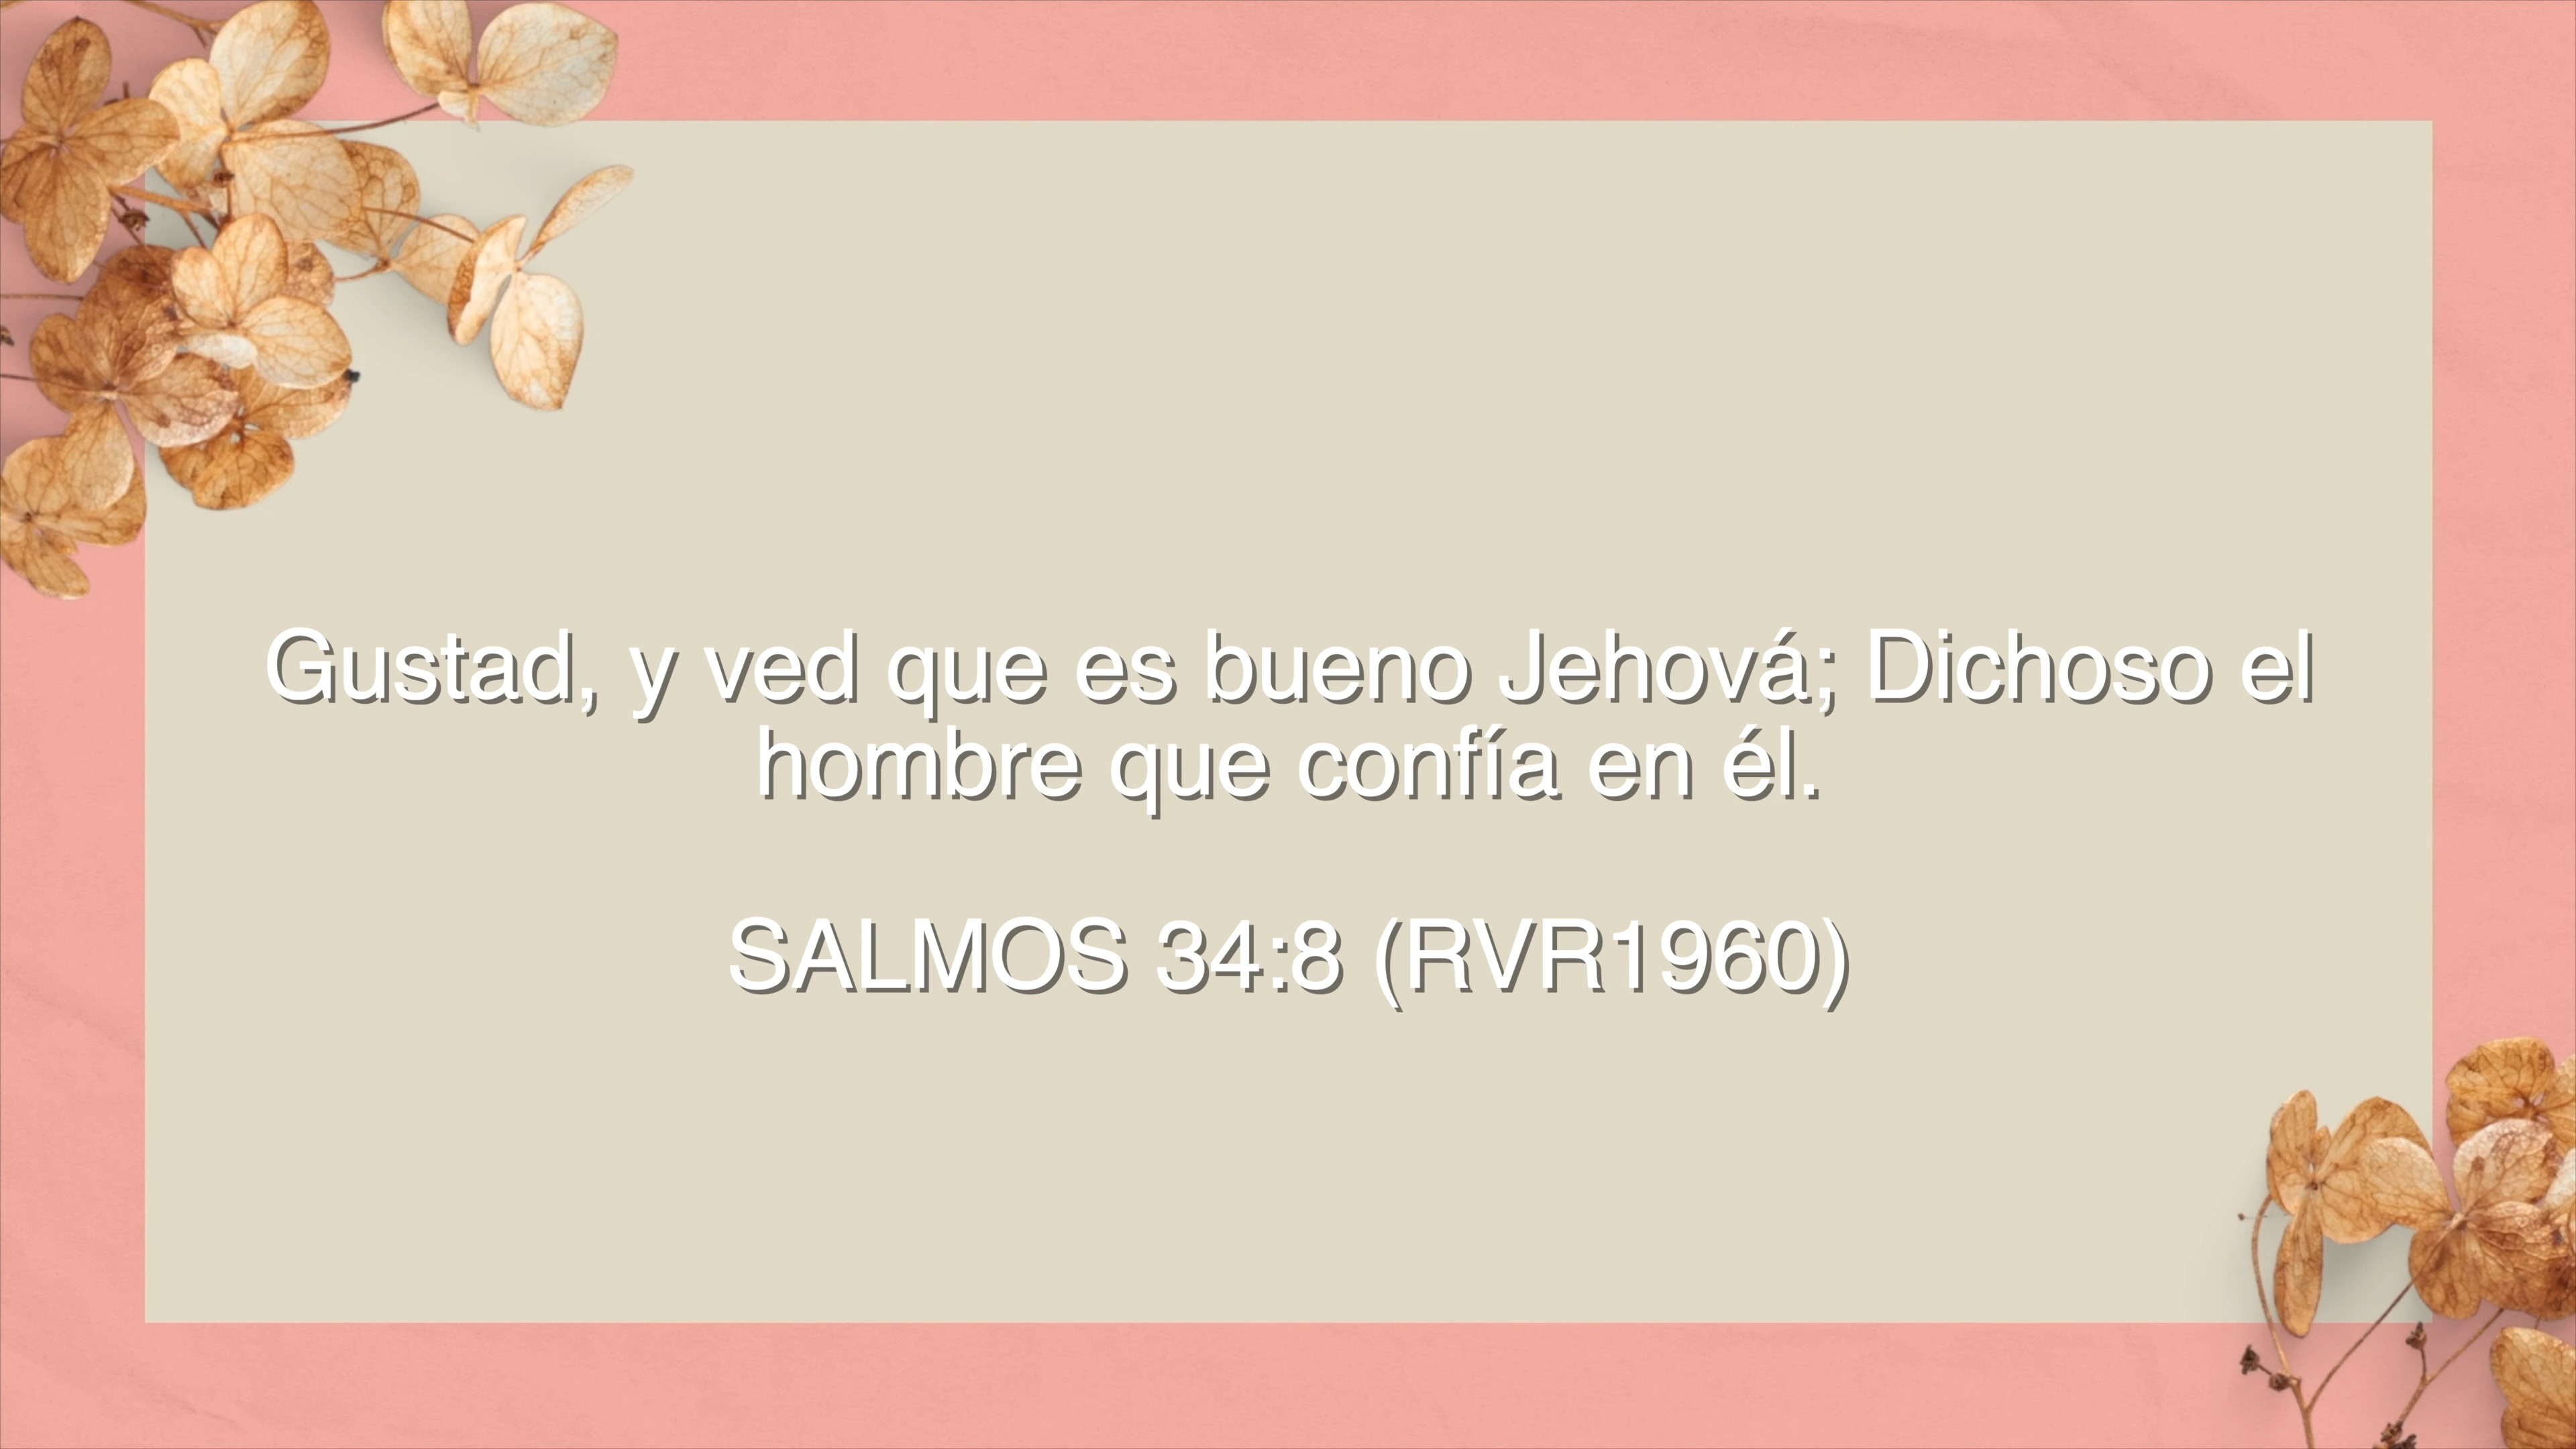 Gustad, y ved que es bueno Jehová; Dichoso el
hombre que confía en él.
SALMOS 34:8 (RVR1960)